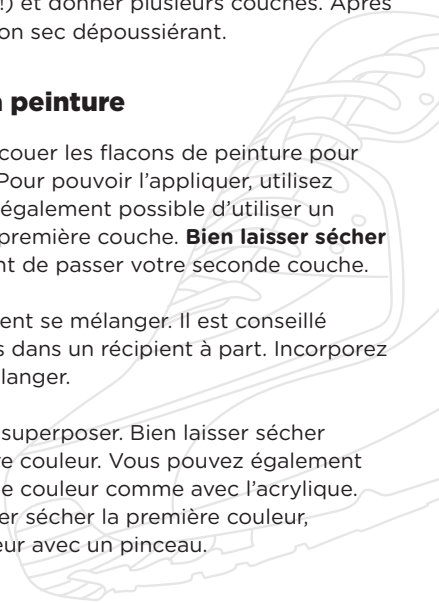 !) et donner plusieurs couches. Après
on sec dépoussiérant.
peinture
couer les flacons de peinture pour
Pour pouvoir l'appliquer, utilisez
également possible d'utiliser un
première couche. Bien laisser sécher
nt de passer votre seconde couche.
ent se mélanger. Il est conseillé
s dans un récipient à part. Incorporez
langer.
superposer. Bien laisser sécher
re couleur. Vous pouvez également
e couleur comme avec l'acrylique.
er sécher la première couleur,
eur avec un pinceau.